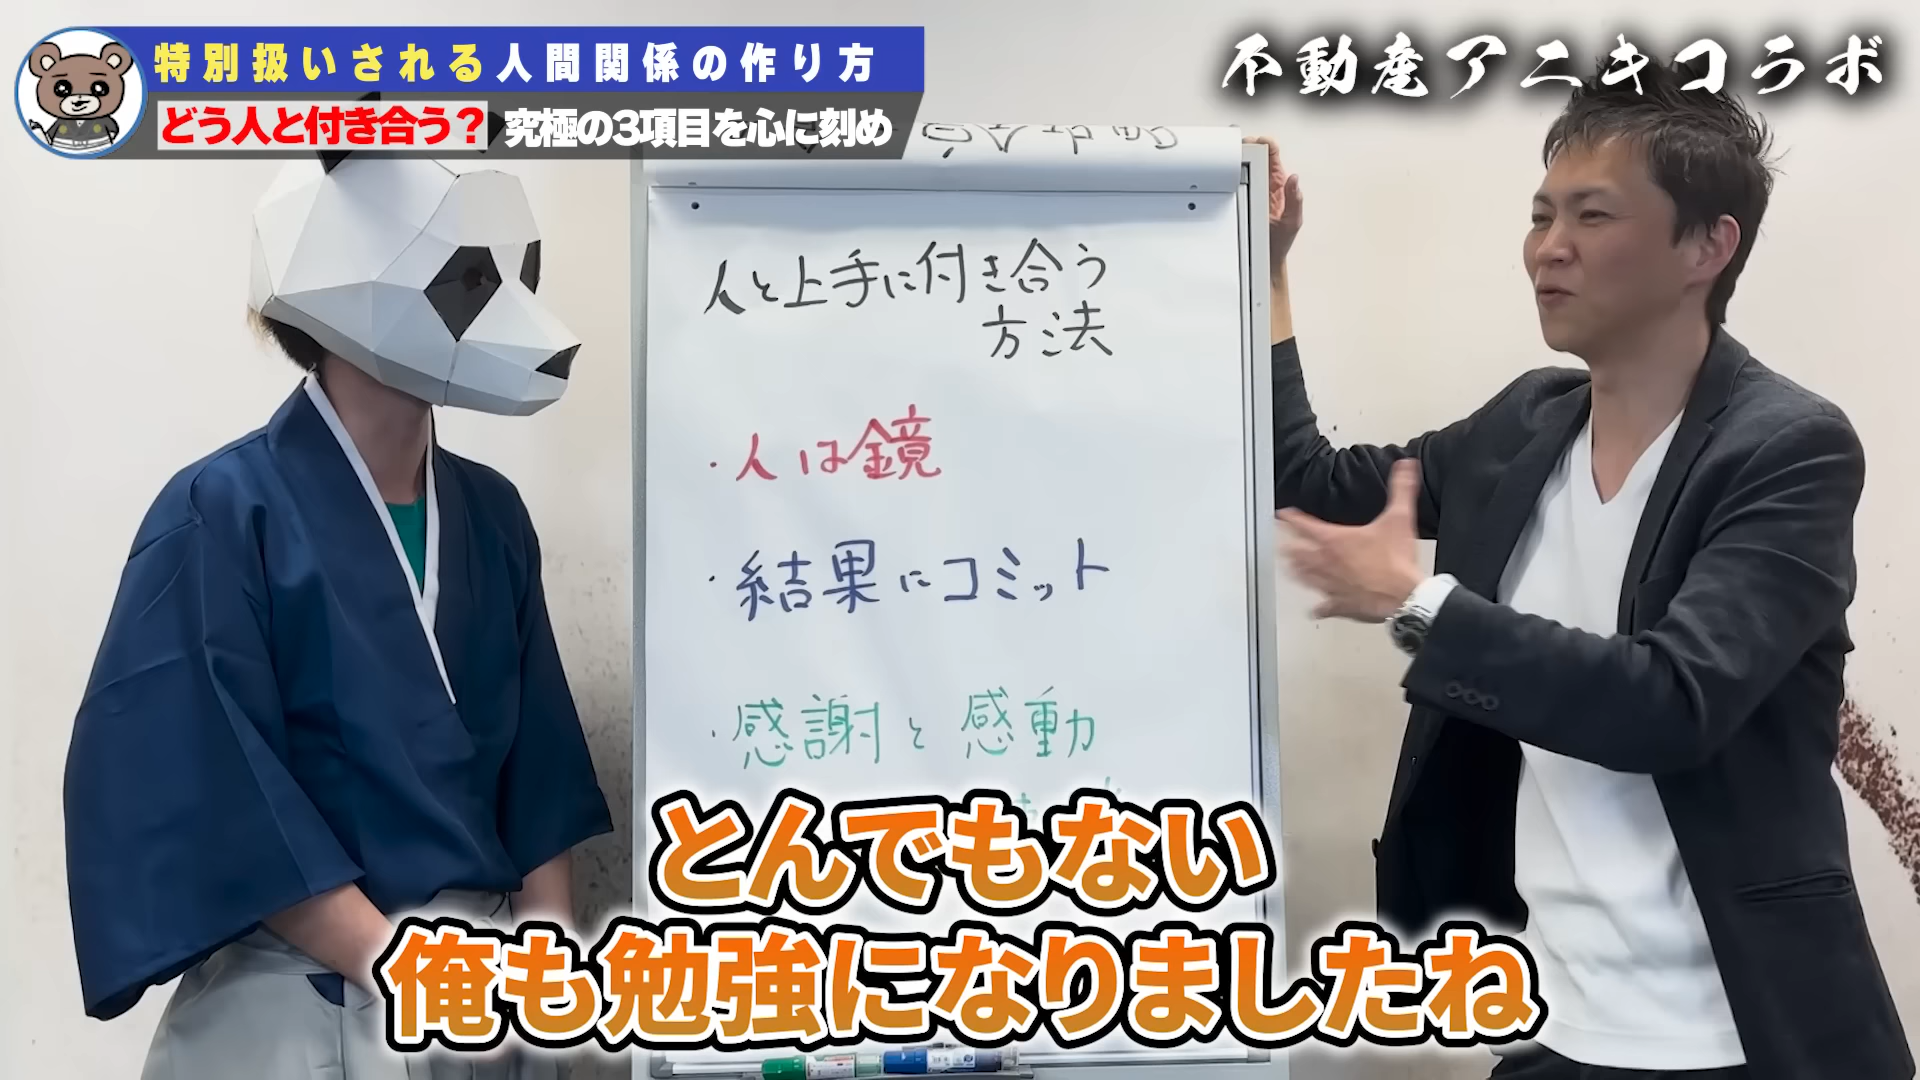 特別扱いされる人間関係の作り方
どう人と付き合う？ 究極の3項目を心に刻め
不動産アニキコラボ
人と上手に付き合う
方法
・人は鏡
・結果にコミット
・感謝と感動
とんでもない
俺も勉強になりましたね